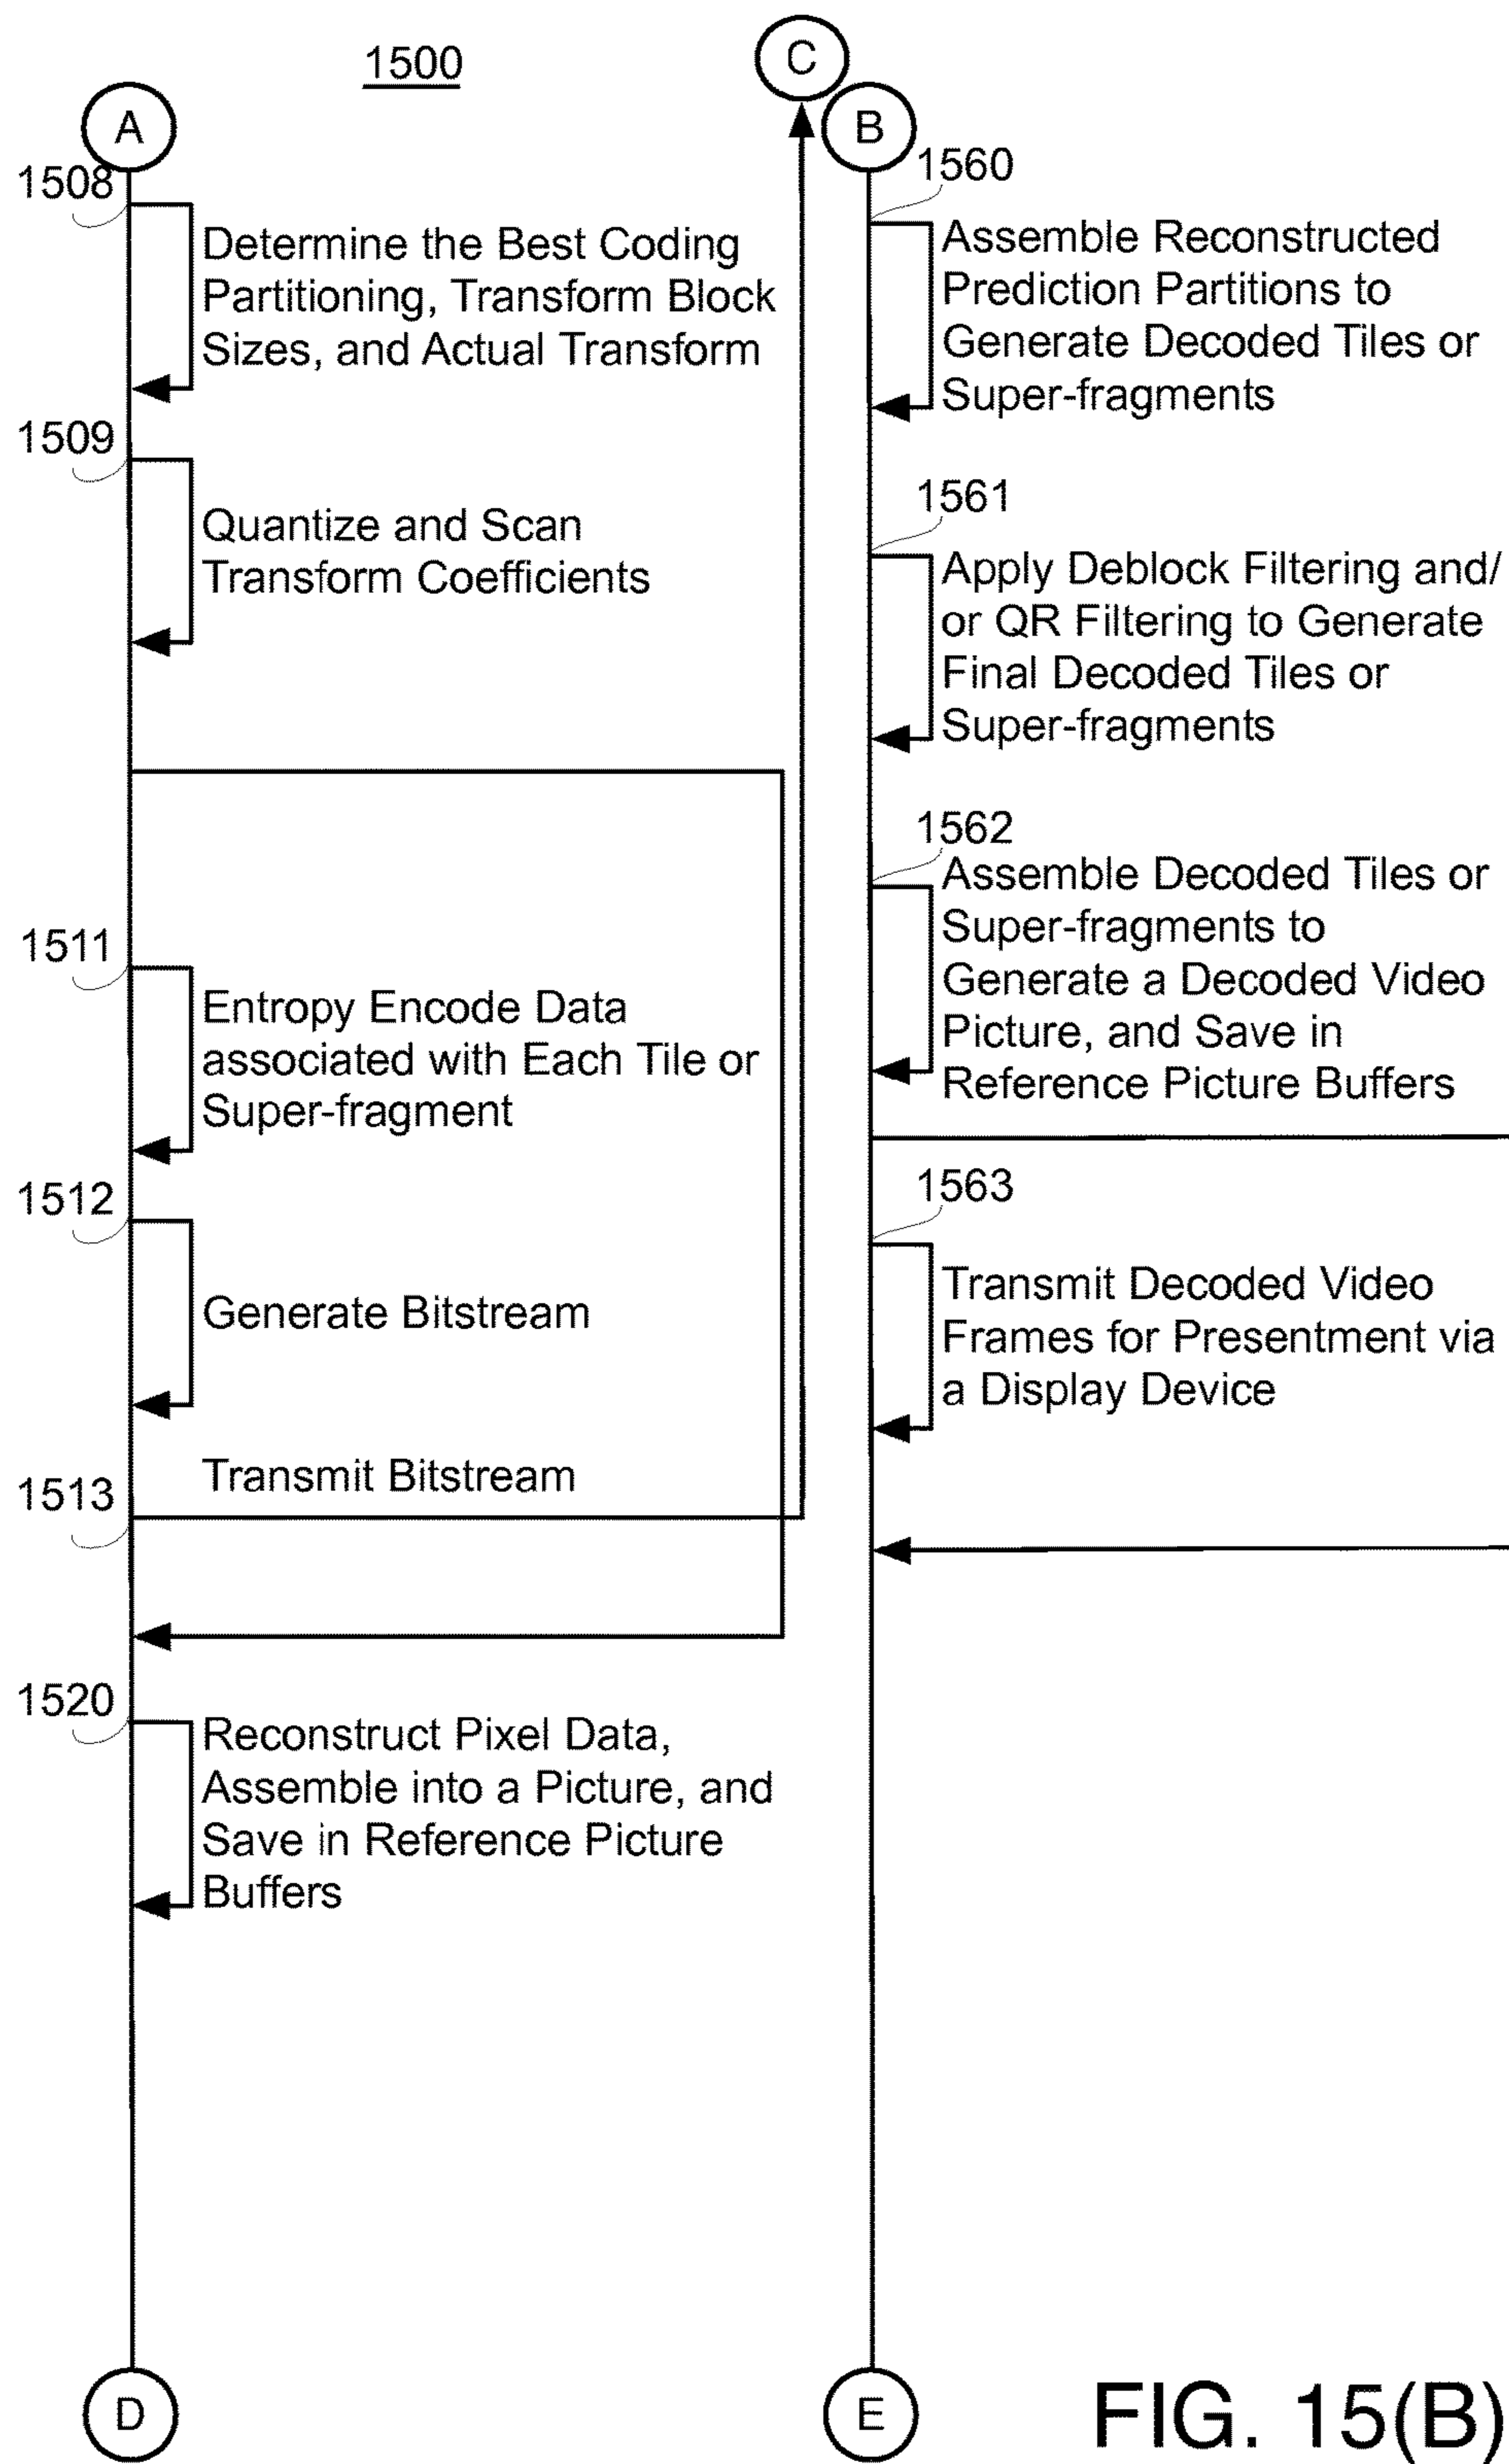 1500
C
A
B
1508
Determine the Best Coding
Partitioning, Transform Block
Sizes, and Actual Transform
1509
Quantize and Scan
Transform Coefficients
1511
Entropy Encode Data
associated with Each Tile or
Super-fragment
1512
Generate Bitstream
Transmit Bitstream
1513
1520
Reconstruct Pixel Data,
Assemble into a Picture, and
Save in Reference Picture
Buffers
D
1560
Assemble Reconstructed
Prediction Partitions to
Generate Decoded Tiles or
Super-fragments
1561
Apply Deblock Filtering and/
or QR Filtering to Generate
Final Decoded Tiles or
Super-fragments
1562
Assemble Decoded Tiles or
Super-fragments to
Generate a Decoded Video
Picture, and Save in
Reference Picture Buffers
1563
Transmit Decoded Video
Frames for Presentment via
a Display Device
E
FIG. 15(B)